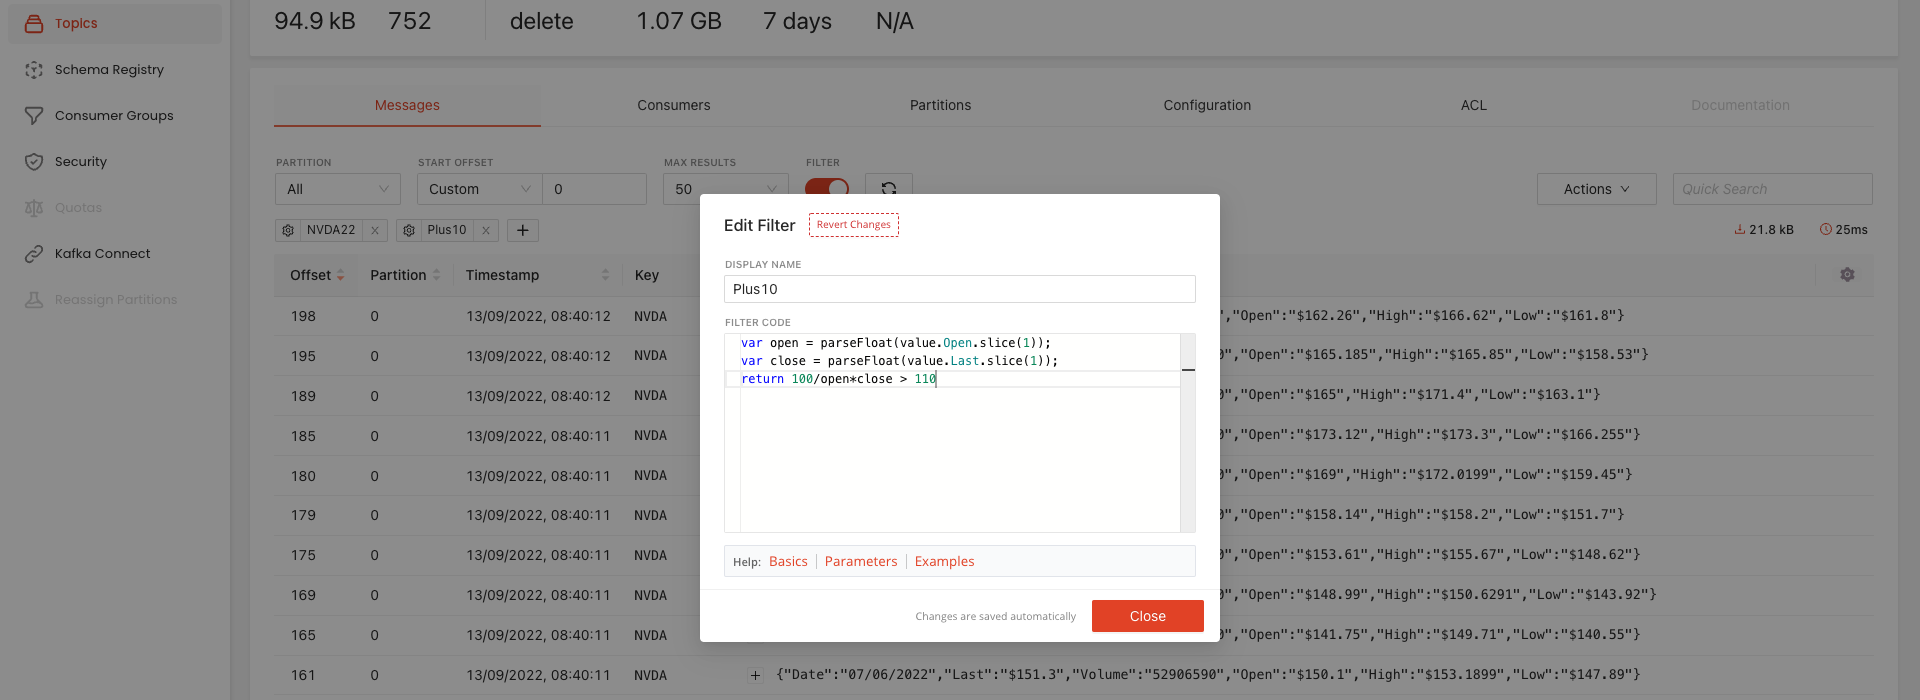 Topics
Schema Registry
Consumer Groups
Security
Quotas
Kafka Connect
Reassign Partitions
94.9 kB 752 delete 1.07 GB 7 days N/A
Messages Consumers Partitions Configuration ACL Documentation
PARTITION START OFFSET MAX RESULTS FILTER
All Custom 0 50 Actions Quick Search
NVDA22 Plus10 21.8 kB 25ms
Offset Partition Timestamp Key
198 0 13/09/2022, 08:40:12 NVDA ","Open":"$162.26","High":"$166.62","Low":"$161.8"}
195 0 13/09/2022, 08:40:12 NVDA 0","Open":"$165.185","High":"$165.85","Low":"$158.53"}
189 0 13/09/2022, 08:40:12 NVDA 0","Open":"$165","High":"$171.4","Low":"$163.1"}
185 0 13/09/2022, 08:40:11 NVDA 0","Open":"$173.12","High":"$173.3","Low":"$166.255"}
180 0 13/09/2022, 08:40:11 NVDA 0","Open":"$169","High":"$172.0199","Low":"$159.45"}
179 0 13/09/2022, 08:40:11 NVDA 0","Open":"$158.14","High":"$158.2","Low":"$151.7"}
175 0 13/09/2022, 08:40:11 NVDA 0","Open":"$153.61","High":"$155.67","Low":"$148.62"}
169 0 13/09/2022, 08:40:11 NVDA 0","Open":"$148.99","High":"$150.6291","Low":"$143.92"}
165 0 13/09/2022, 08:40:11 NVDA 0","Open":"$141.75","High":"$149.71","Low":"$140.55"}
161 0 13/09/2022, 08:40:11 NVDA + {"Date":"07/06/2022","Last":"$151.3","Volume":"52906590","Open":"$150.1","High":"$153.1899","Low":"$147.89"}
Edit Filter Revert Changes
DISPLAY NAME
Plus10
FILTER CODE
var open = parseFloat(value.Open.slice(1));
var close = parseFloat(value.Last.slice(1));
return 100/open*close > 110
Help: Basics Parameters Examples
Changes are saved automatically Close